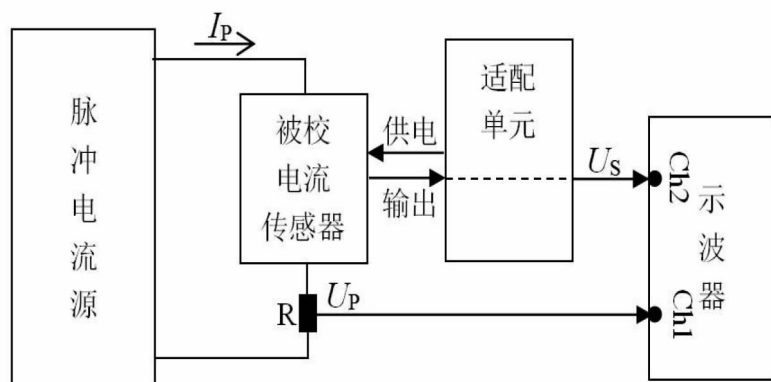 脉冲电流源
I_P
被校
电流
传感器
供电
输出
适配
单元
U_S
Ch2
示波器
Ch1
R
U_P